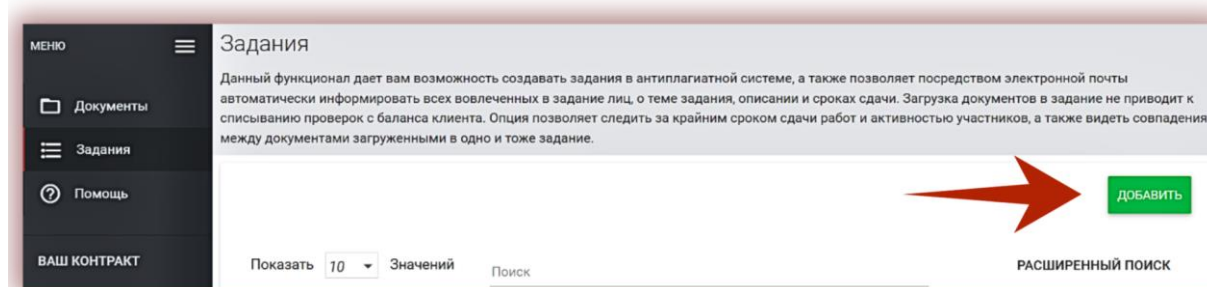 МЕНЮ
Документы
Задания
Помощь
ВАШ КОНТРАКТ
Задания
Данный функционал дает вам возможность создавать задания в антиплагиатной системе, а также позволяет посредством электронной почты
автоматически информировать всех вовлеченных в задание лиц, о теме задания, описании и сроках сдачи. Загрузка документов в задание не приводит к
списыванию проверок с баланса клиента. Опция позволяет следить за крайним сроком сдачи работ и активностью участников, а также видеть совпадения
между документами загруженными в одно и тоже задание.
ДОБАВИТЬ
Показать 10 Значений Поиск РАСШИРЕННЫЙ ПОИСК